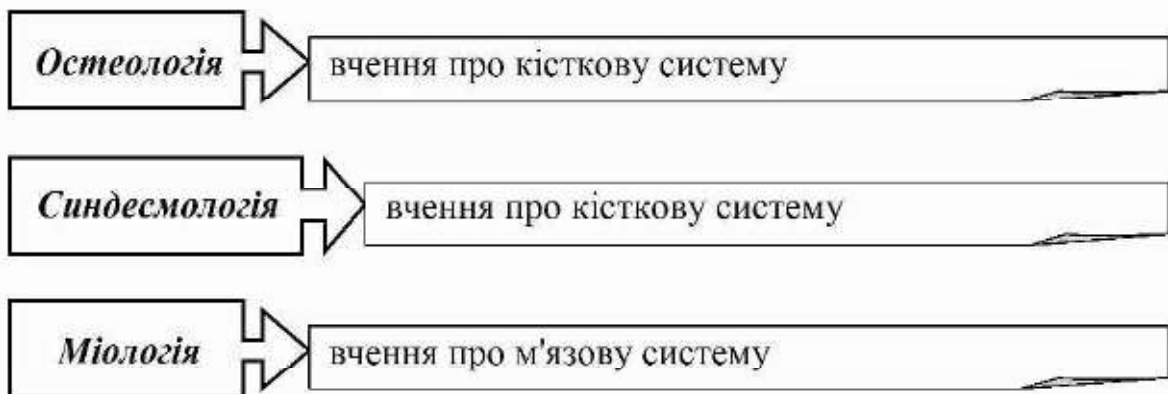 Остеологія вчення про кісткову систему
Синдесмологія вчення про кісткову систему
Міологія вчення про м'язову систему